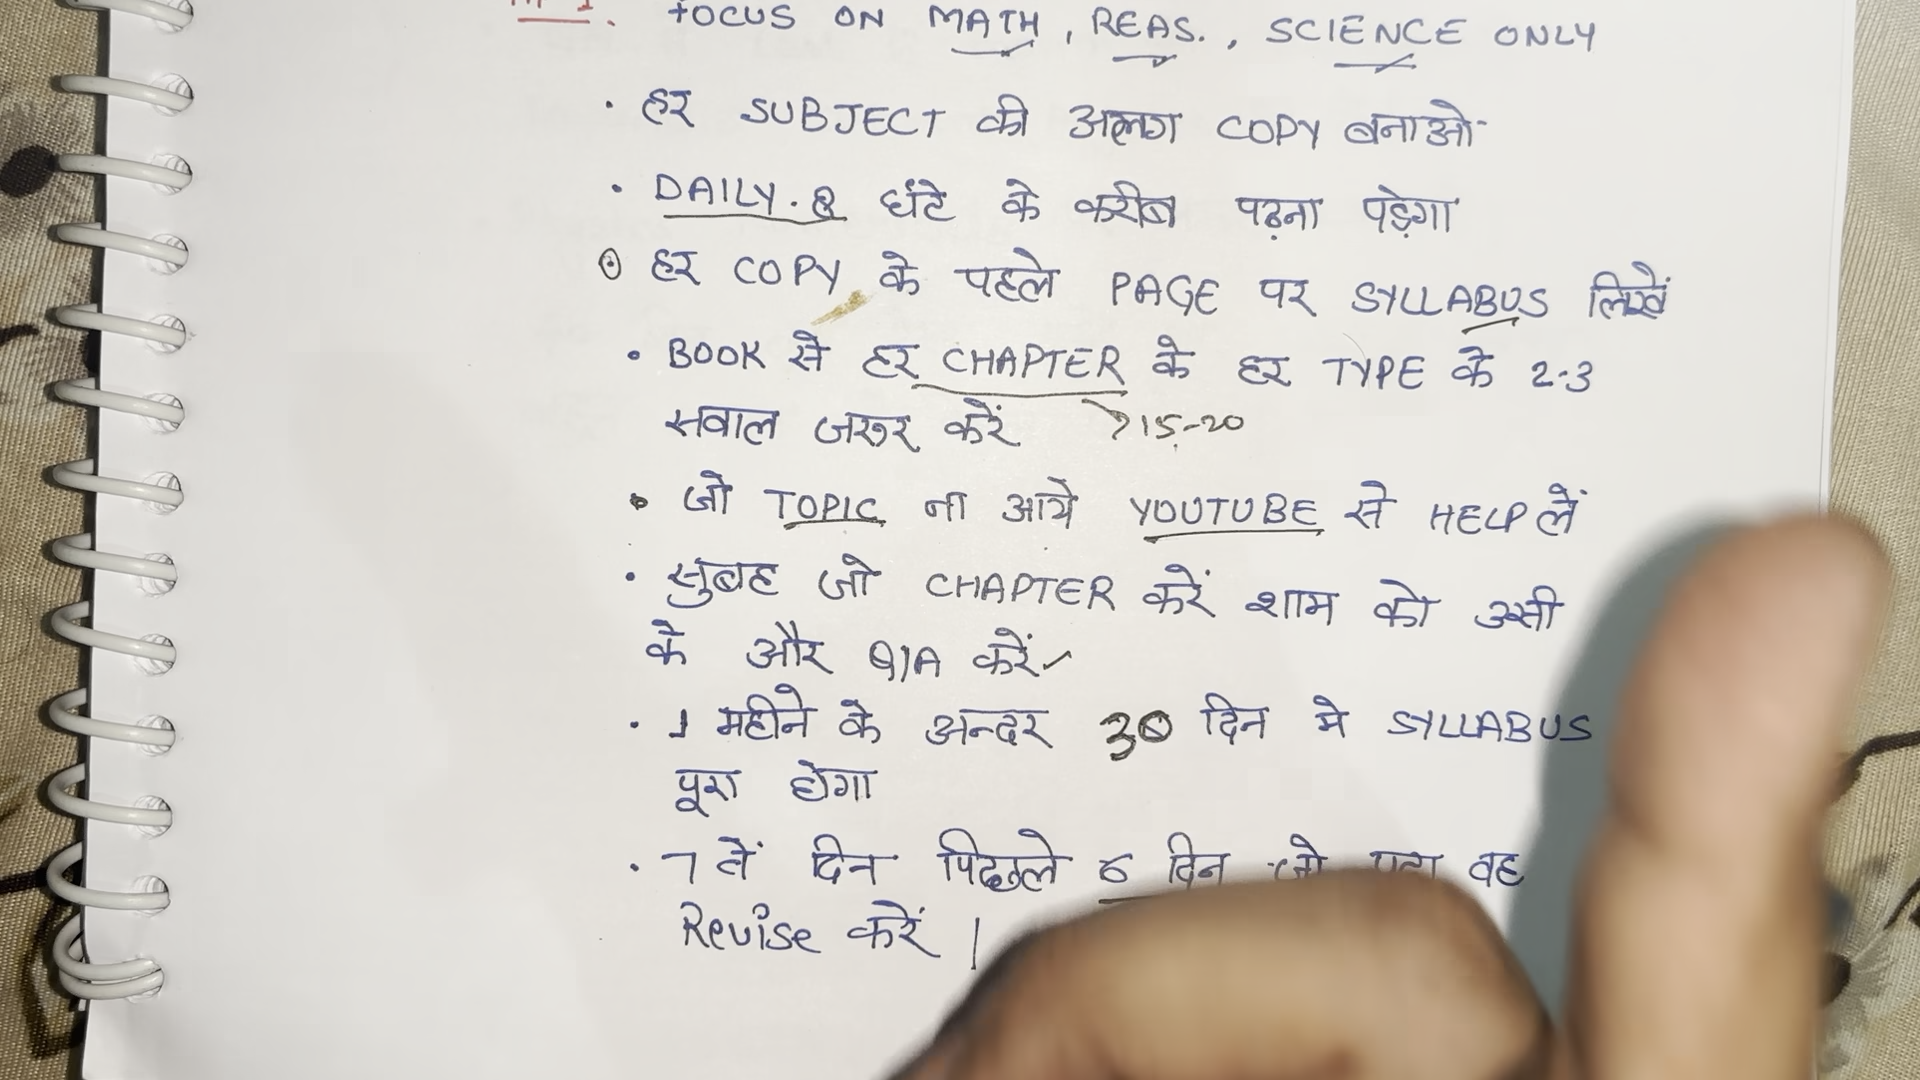 FOCUS ON MATH, REAS., SCIENCE ONLY
• हर SUBJECT की अलग COPY बनाओ
• DAILY. 8 घंटे के करीब पढ़ना पड़ेगा
⊙ हर COPY के पहले PAGE पर SYLLABUS लिखें
• BOOK से हर CHAPTER के हर TYPE के 2-3
सवाल जरूर करें > 15-20
• जो TOPIC ना आये YOUTUBE से HELP लें
• सुबह जो CHAPTER करें शाम को उसी
के और Q/A करें ✓
• 1 महीने के अन्दर 30 दिन मे SYLLABUS
पूरा होगा
• 7 वें दिन पिछले 6 दिन जो पढ़ा वह
Revise करें |